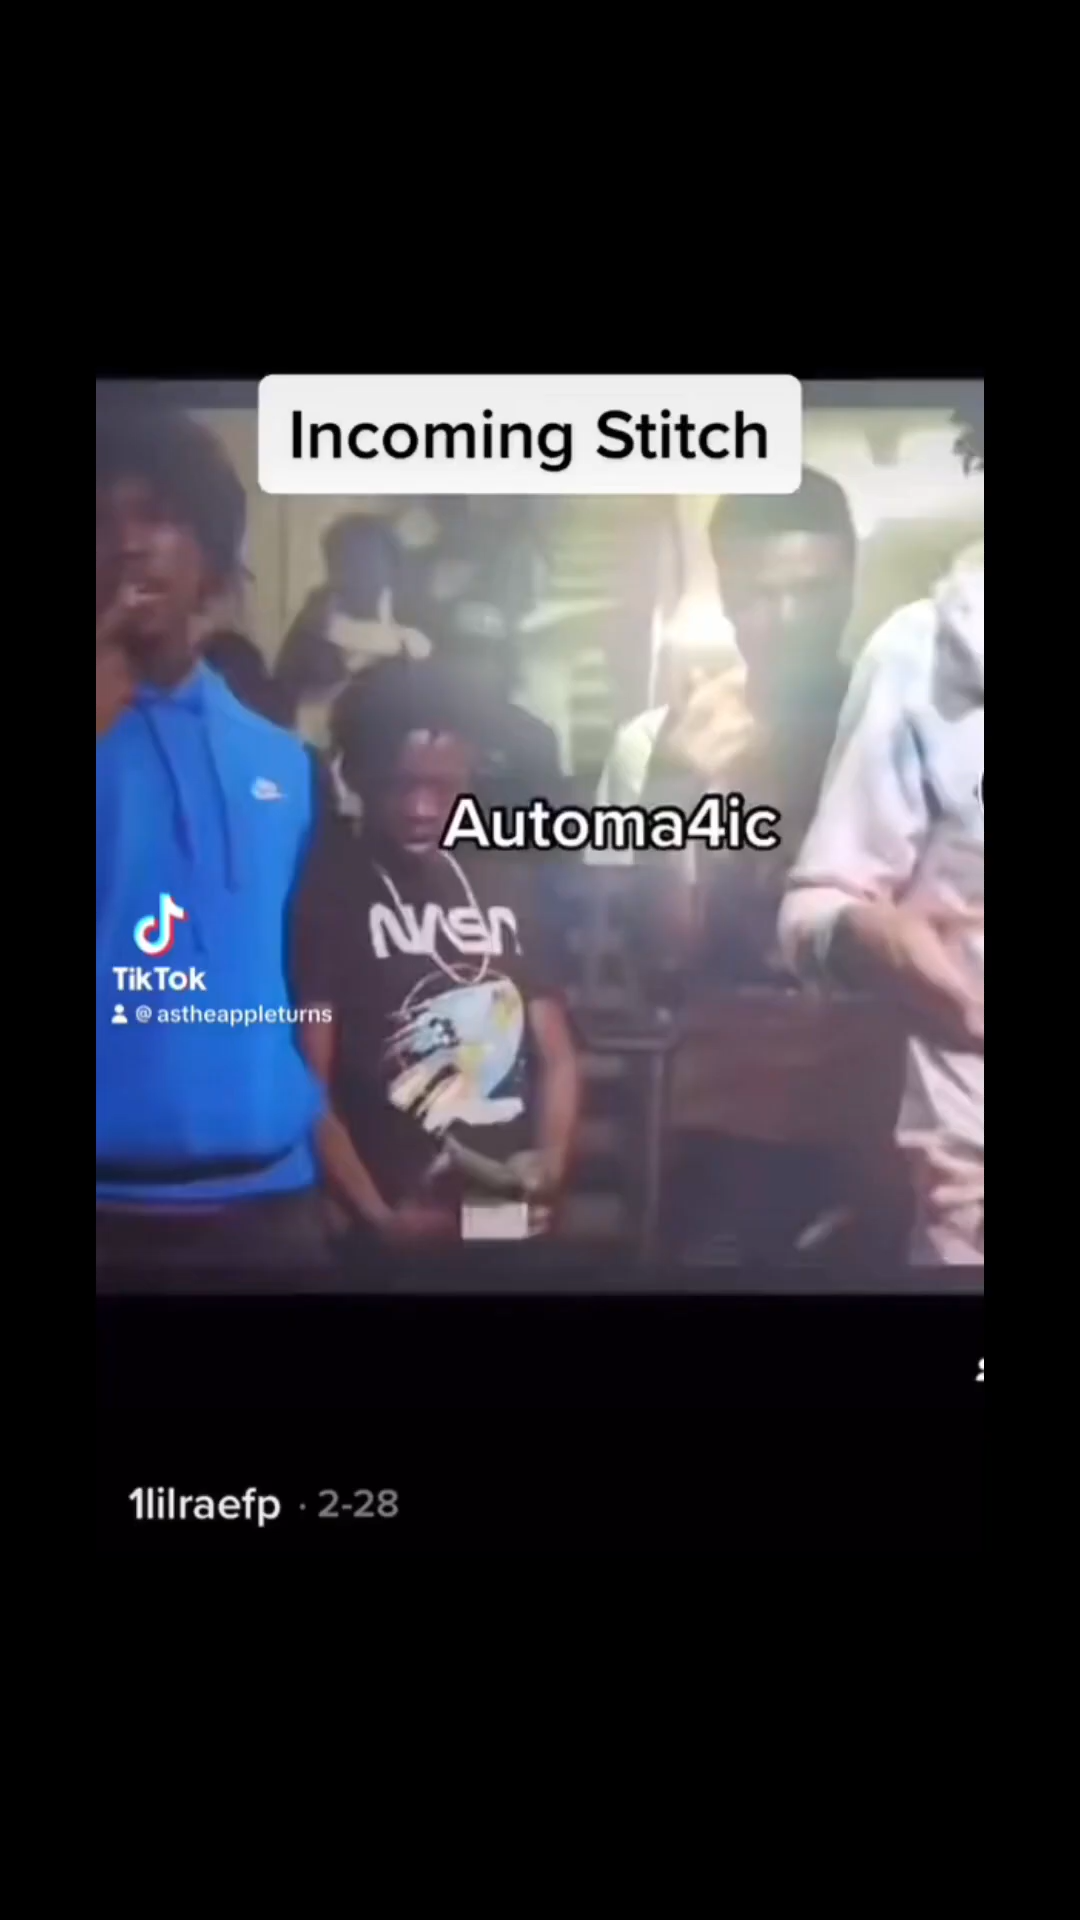 Incoming Stitch
Automa4ic
NASA
TikTok
@astheappleturns
1lilraefp · 2-28